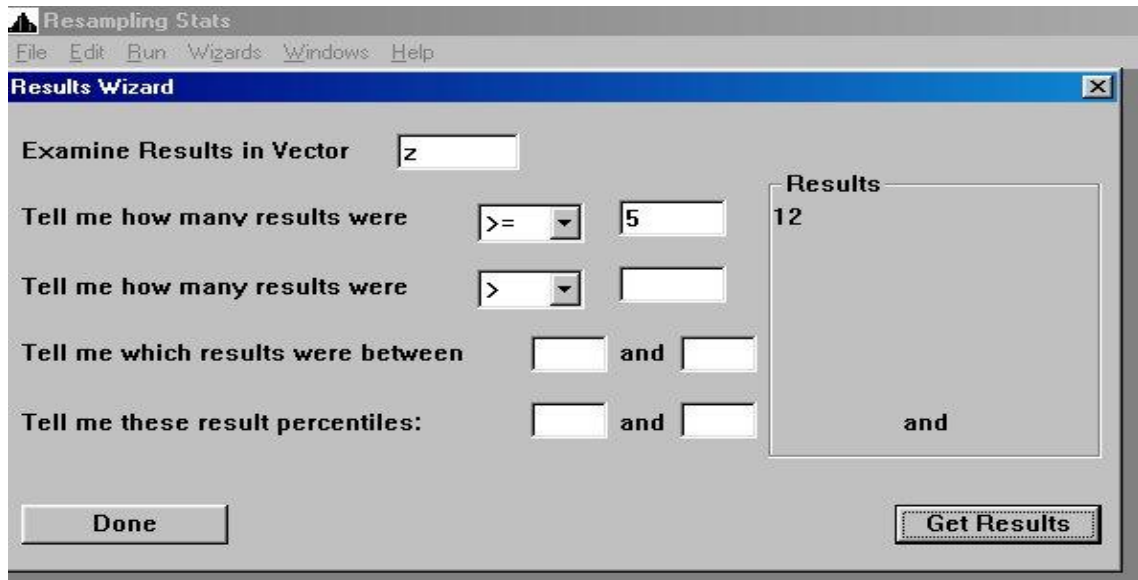 Resampling Stats
File Edit Run Wizards Windows Help
Results Wizard
Examine Results in Vector z
Results
Tell me how many results were >= 5 12
Tell me how many results were >
Tell me which results were between and
Tell me these result percentiles: and and
Done Get Results